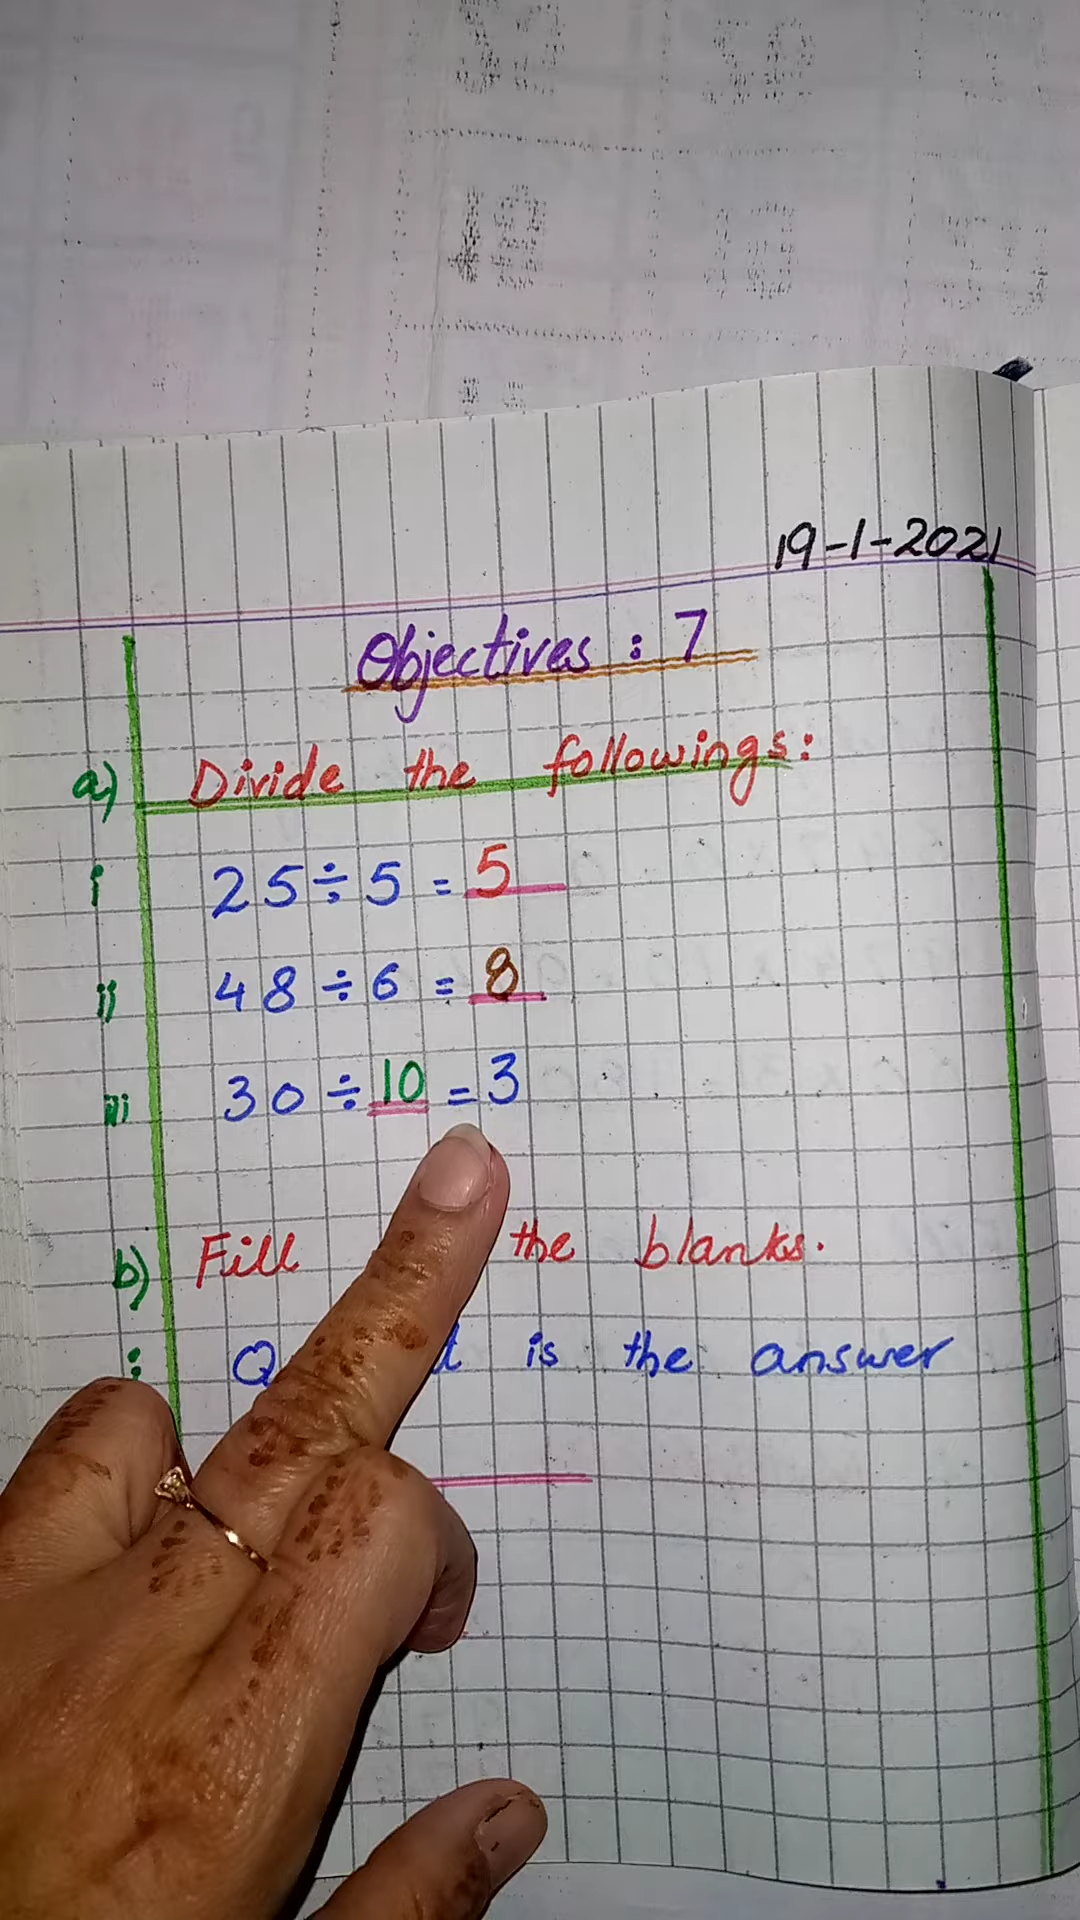 19-1-2021
Objectives : 7
a) Divide the followings:
i 25 ÷ 5 = 5
ii 48 ÷ 6 = 8
iii 30 ÷ 10 = 3
b) Fill the blanks.
i is the answer